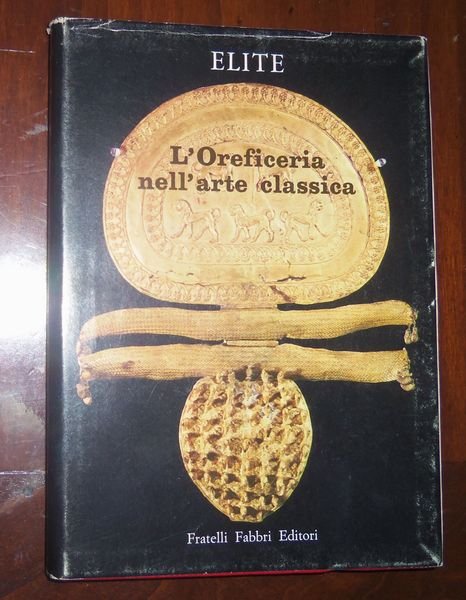 ELITE
L'Oreficeria
nell'arte classica
Fratelli Fabbri Editori